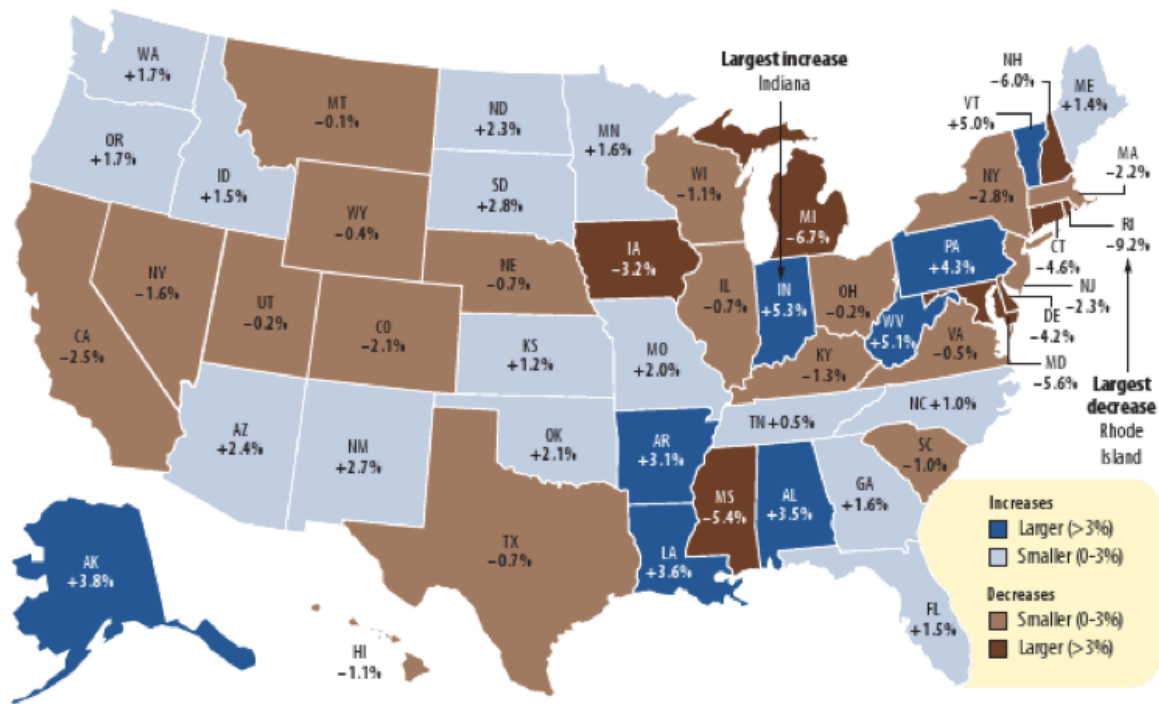 WA
+1.7%
OR
+1.7%
ID
+1.5%
MT
−0.1%
ND
+2.3%
SD
+2.8%
MN
+1.6%
WI
−1.1%
Largest increase
Indiana
MI
−6.7%
NH
−6.0%
VT
+5.0%
ME
+1.4%
MA
−2.2%
NY
−2.8%
RI
−9.2%
CT
−4.6%
NJ
−2.3%
DE
−4.2%
MD
−5.6%
Largest
decrease
Rhode
Island
PA
+4.3%
WY
−0.4%
NE
−0.7%
IA
−3.2%
IL
−0.7%
IN
+5.3%
OH
−0.2%
WV
+5.1%
VA
−0.5%
KY
−1.3%
CA
−2.5%
NV
−1.6%
UT
−0.2%
CO
−2.1%
KS
+1.2%
MO
+2.0%
AZ
+2.4%
NM
+2.7%
OK
+2.1%
AR
+3.1%
TN +0.5%
NC +1.0%
SC
−1.0%
MS
−5.4%
AL
+3.5%
GA
+1.6%
TX
−0.7%
LA
+3.6%
FL
+1.5%
AK
+3.8%
HI
−1.1%
Increases
Larger (>3%)
Smaller (0-3%)
Decreases
Smaller (0-3%)
Larger (>3%)